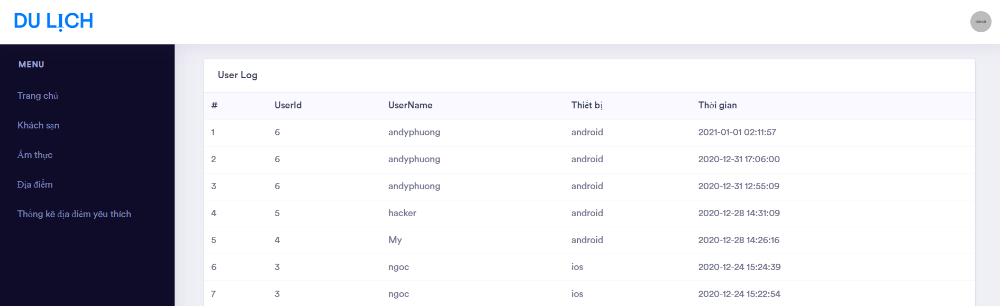 DU LỊCH
MENU
Trang chủ
Khách sạn
Ẩm thực
Địa điểm
Thống kê địa điểm yêu thích
User Log
# UserId UserName Thiết bị Thời gian
1 6 andyphuong android 2021-01-01 02:11:57
2 6 andyphuong android 2020-12-31 17:06:00
3 6 andyphuong android 2020-12-31 12:55:09
4 5 hacker android 2020-12-28 14:31:09
5 4 My android 2020-12-28 14:26:16
6 3 ngoc ios 2020-12-24 15:24:39
7 3 ngoc ios 2020-12-24 15:22:54